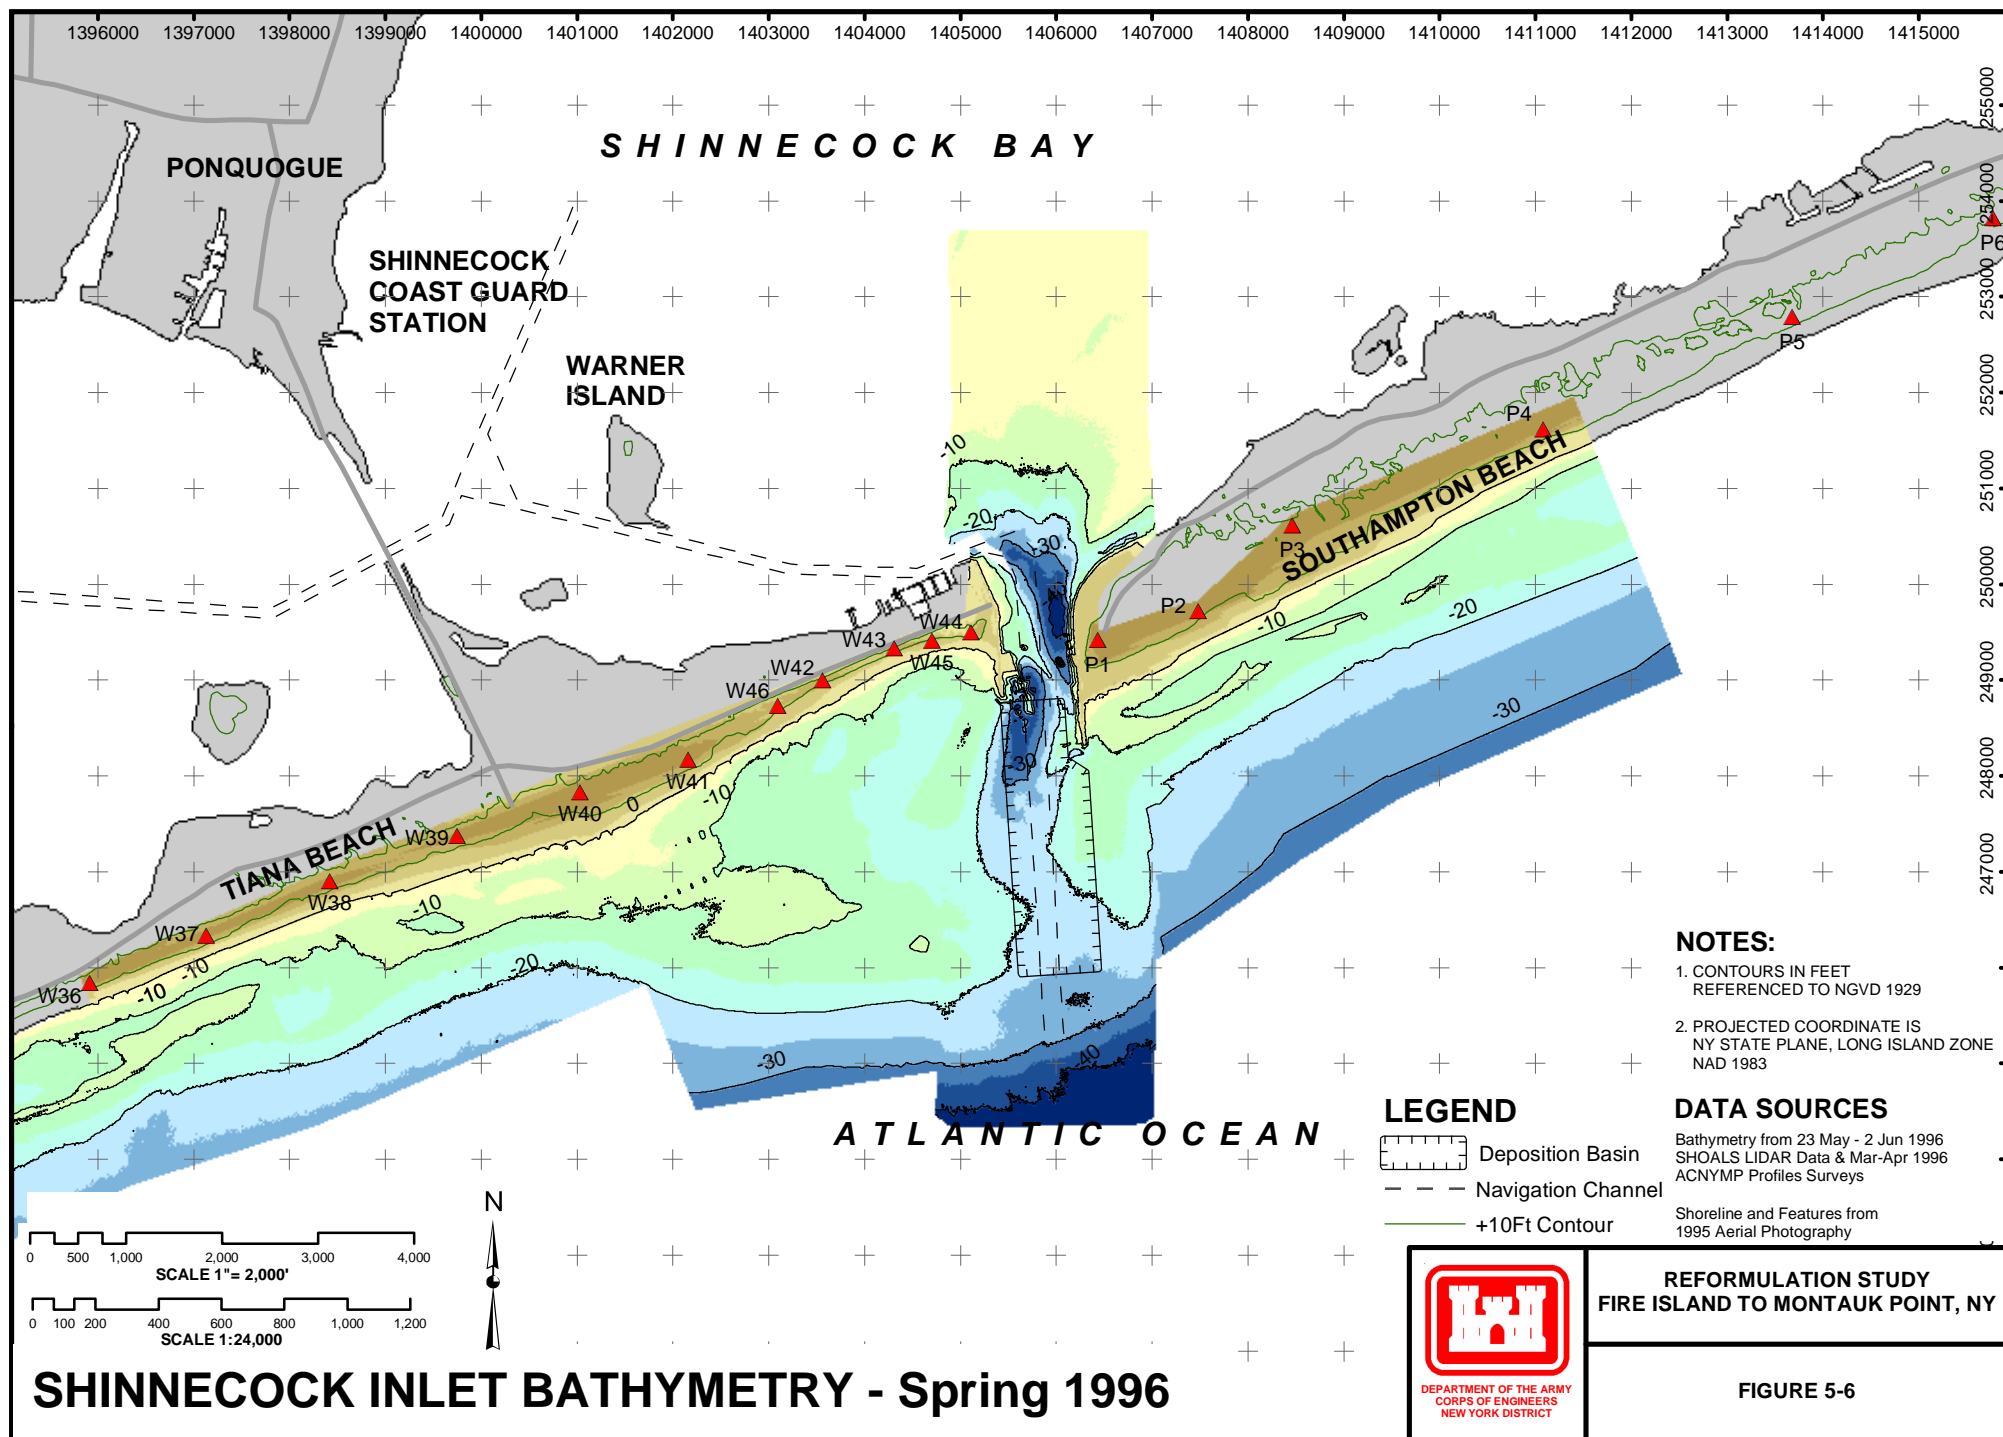 1396000 1397000 1398000 1399000 1400000 1401000 1402000 1403000 1404000 1405000 1406000 1407000 1408000 1409000 1410000 1411000 1412000 1413000 1414000 1415000
255000
254000
253000
252000
251000
250000
249000
248000
247000
SHINNECOCK BAY
PONQUOGUE
SHINNECOCK
COAST GUARD
STATION
WARNER
ISLAND
-10
-20
-30
-40
P6
P5
P4
P3
P2
P1
SOUTHAMPTON BEACH
-10
-20
-30
W44
W43
W45
W42
W46
W41
W40
W39
W38
W37
W36
TIANA BEACH
0
-10
-10
-10
-10
-20
-30
-30
-40
ATLANTIC OCEAN
NOTES:
1. CONTOURS IN FEET
REFERENCED TO NGVD 1929
2. PROJECTED COORDINATE IS
NY STATE PLANE, LONG ISLAND ZONE
NAD 1983
LEGEND
Deposition Basin
Navigation Channel
+10Ft Contour
DATA SOURCES
Bathymetry from 23 May - 2 Jun 1996
SHOALS LIDAR Data & Mar-Apr 1996
ACNYMP Profiles Surveys
Shoreline and Features from
1995 Aerial Photography
N
0 500 1,000 2,000 3,000 4,000
SCALE 1"= 2,000'
0 100 200 400 600 800 1,000 1,200
SCALE 1:24,000
SHINNECOCK INLET BATHYMETRY - Spring 1996
DEPARTMENT OF THE ARMY
CORPS OF ENGINEERS
NEW YORK DISTRICT
REFORMULATION STUDY
FIRE ISLAND TO MONTAUK POINT, NY
FIGURE 5-6